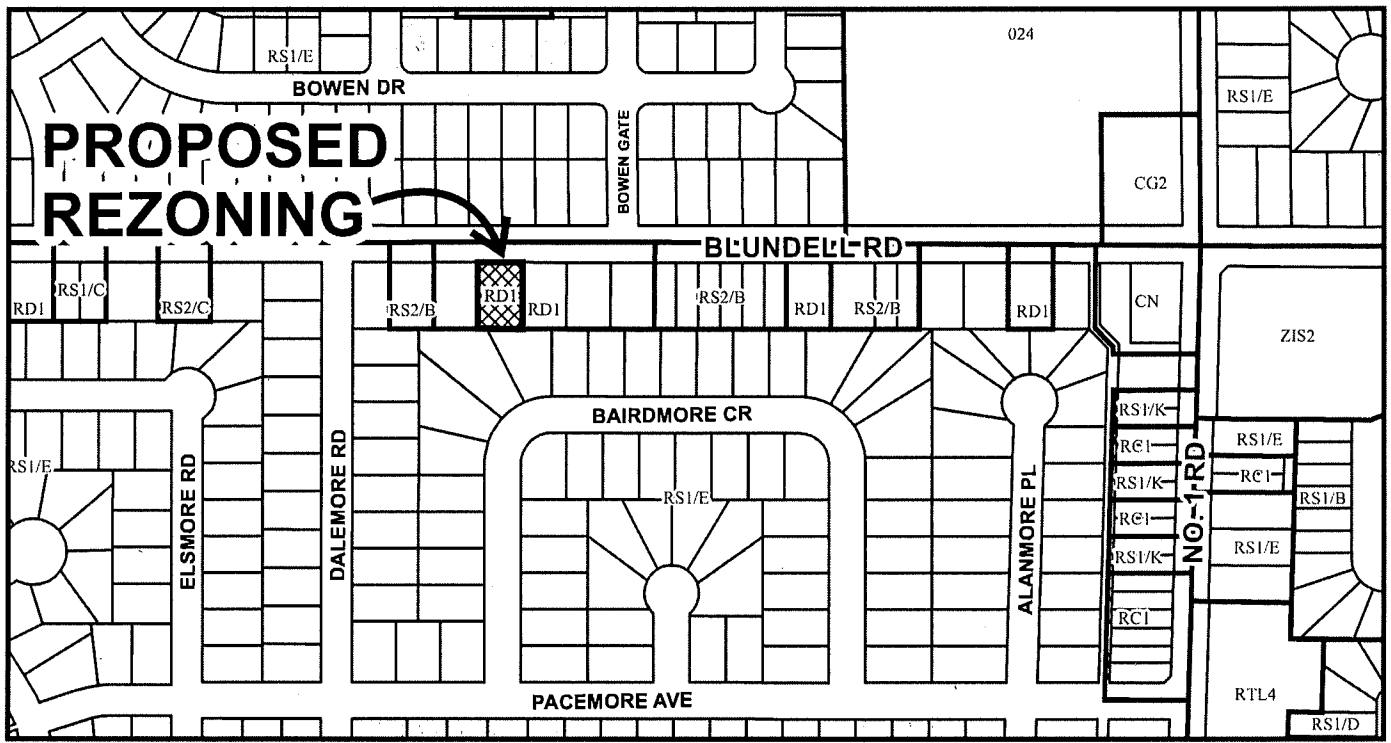 RS1/E
024
BOWEN DR
RS1/E
PROPOSED
REZONING
BOWEN GATE
CG2
BLUNDELL RD
RD1
RS1/C
RS2/C
RS2/B
RD1
RD1
RS2/B
RD1
RS2/B
RD1
CN
ZIS2
BAIRDMORE CR
RS1/K
RC1
RS1/K
RC1
RS1/K
RC1
NO. 1 RD
RS1/E
RC1
RS1/B
RS1/E
RS1/E
ELSMORE RD
DALEMORE RD
RS1/E
ALANMORE PL
PACEMORE AVE
RTL4
RS1/D